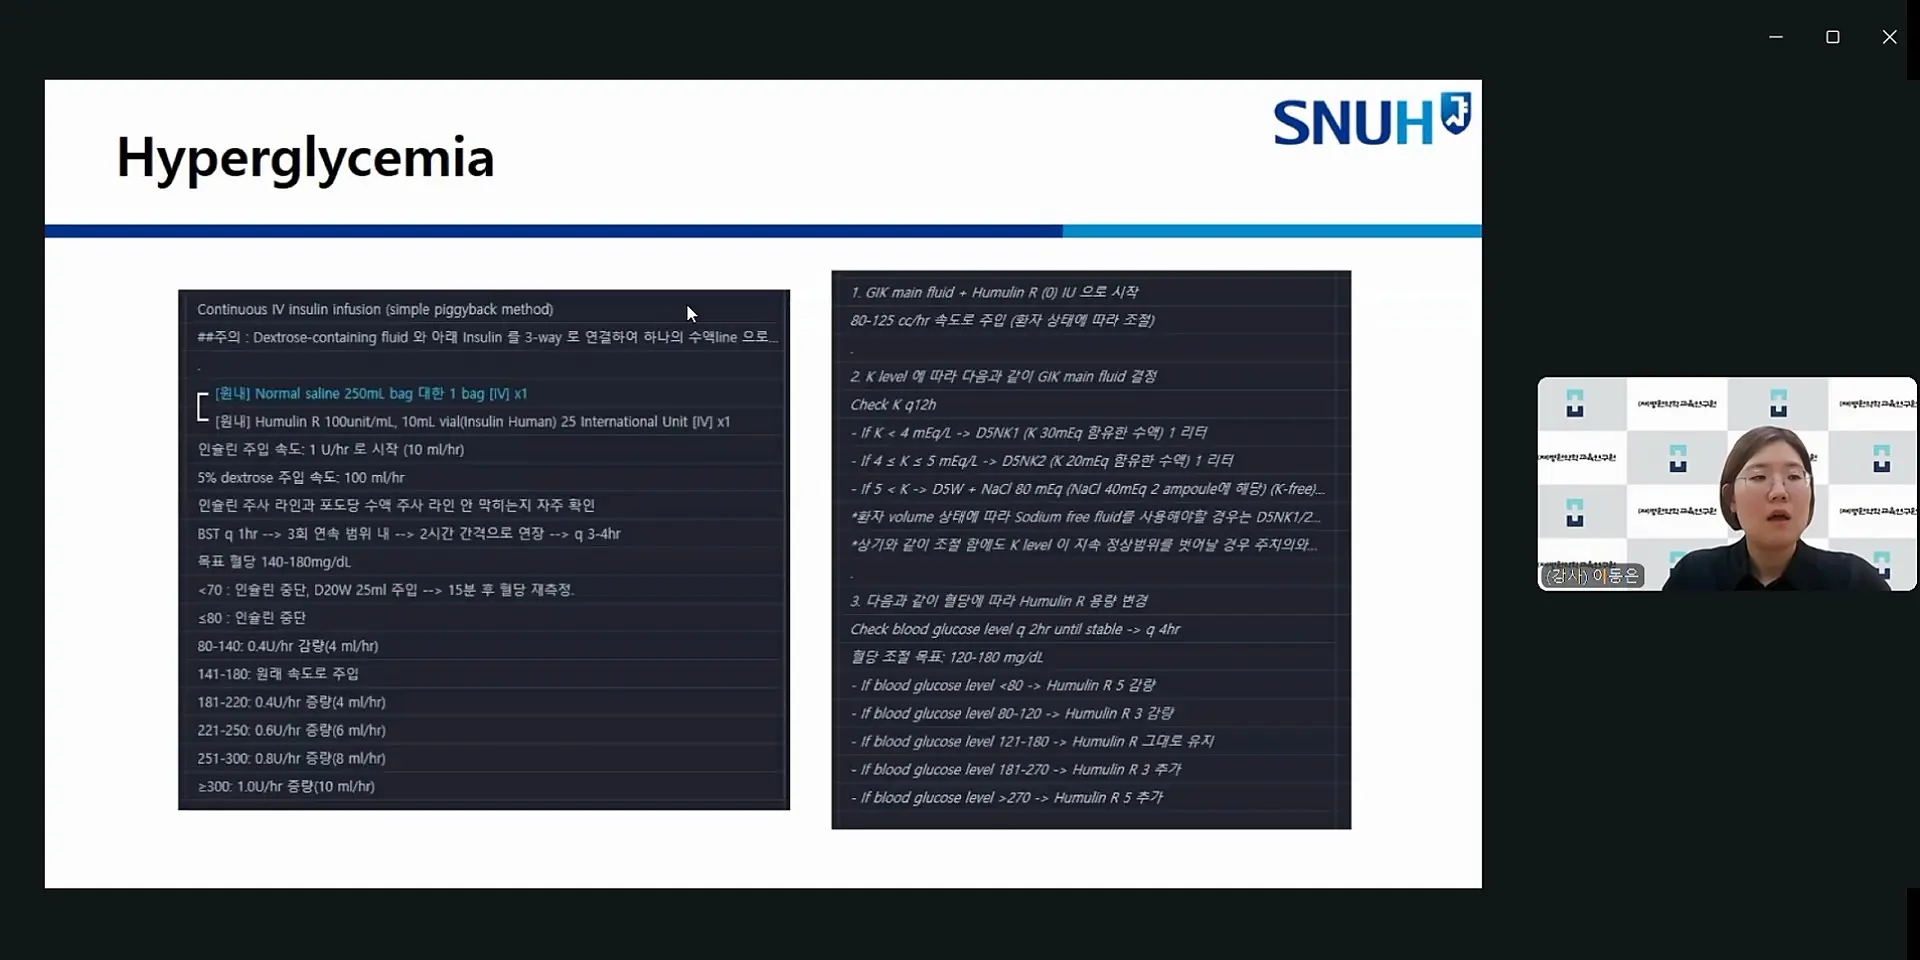 SNUH
Hyperglycemia
Continuous IV insulin infusion (simple piggyback method)
##주의 : Dextrose-containing fluid 와 아래 Insulin 를 3-way 로 연결하여 하나의 수액line 으로...
.
[원내] Normal saline 250mL bag 대한 1 bag [IV] x1
[원내] Humulin R 100unit/mL, 10mL vial(Insulin Human) 25 International Unit [IV] x1
인슐린 주입 속도: 1 U/hr 로 시작 (10 ml/hr)
5% dextrose 주입 속도: 100 ml/hr
인슐린 주사 라인과 포도당 수액 주사 라인 안 막히는지 자주 확인
BST q 1hr --> 3회 연속 범위 내 --> 2시간 간격으로 연장 --> q 3-4hr
목표 혈당 140-180mg/dL
<70 : 인슐린 중단, D20W 25ml 주입 --> 15분 후 혈당 재측정.
≤80 : 인슐린 중단
80-140: 0.4U/hr 감량(4 ml/hr)
141-180: 원래 속도로 주입
181-220: 0.4U/hr 증량(4 ml/hr)
221-250: 0.6U/hr 증량(6 ml/hr)
251-300: 0.8U/hr 증량(8 ml/hr)
≥300: 1.0U/hr 증량(10 ml/hr)
1. GIK main fluid + Humulin R (0) IU 으로 시작
80-125 cc/hr 속도로 주입 (환자 상태에 따라 조절)
.
2. K level 에 따라 다음과 같이 GIK main fluid 결정
Check K q12h
- If K < 4 mEq/L -> D5NK1 (K 30mEq 함유한 수액) 1 리터
- If 4 ≤ K ≤ 5 mEq/L -> D5NK2 (K 20mEq 함유한 수액) 1 리터
- If 5 < K -> D5W + NaCl 80 mEq (NaCl 40mEq 2 ampoule에 해당) (K-free)...
*환자 volume 상태에 따라 Sodium free fluid를 사용해야할 경우는 D5NK1/2...
*상기와 같이 조절 함에도 K level 이 지속 정상범위를 벗어날 경우 주치의와...
.
3. 다음과 같이 혈당에 따라 Humulin R 용량 변경
Check blood glucose level q 2hr until stable -> q 4hr
혈당 조절 목표: 120-180 mg/dL
- If blood glucose level <80 -> Humulin R 5 감량
- If blood glucose level 80-120 -> Humulin R 3 감량
- If blood glucose level 121-180 -> Humulin R 그대로 유지
- If blood glucose level 181-270 -> Humulin R 3 추가
- If blood glucose level >270 -> Humulin R 5 추가
(재)병원약학교육연구원
(강사) 이동은